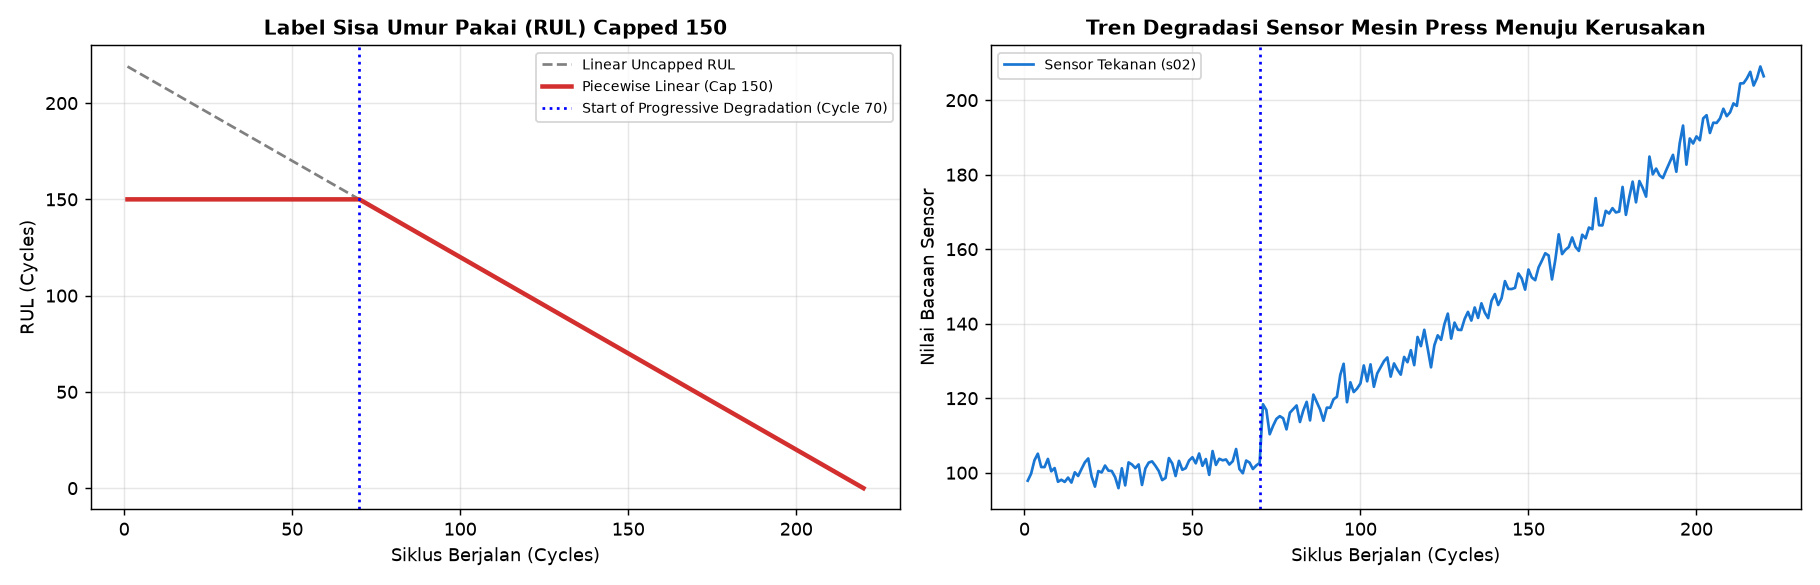 Label Sisa Umur Pakai (RUL) Capped 150
Linear Uncapped RUL
Piecewise Linear (Cap 150)
Start of Progressive Degradation (Cycle 70)
RUL (Cycles)
200
150
100
50
0
0 50 100 150 200
Siklus Berjalan (Cycles)
Tren Degradasi Sensor Mesin Press Menuju Kerusakan
Sensor Tekanan (s02)
Nilai Bacaan Sensor
200
180
160
140
120
100
0 50 100 150 200
Siklus Berjalan (Cycles)